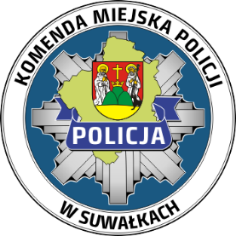 KOMENDA MIEJSKA POLICJI
POLICJA
W SUWAŁKACH